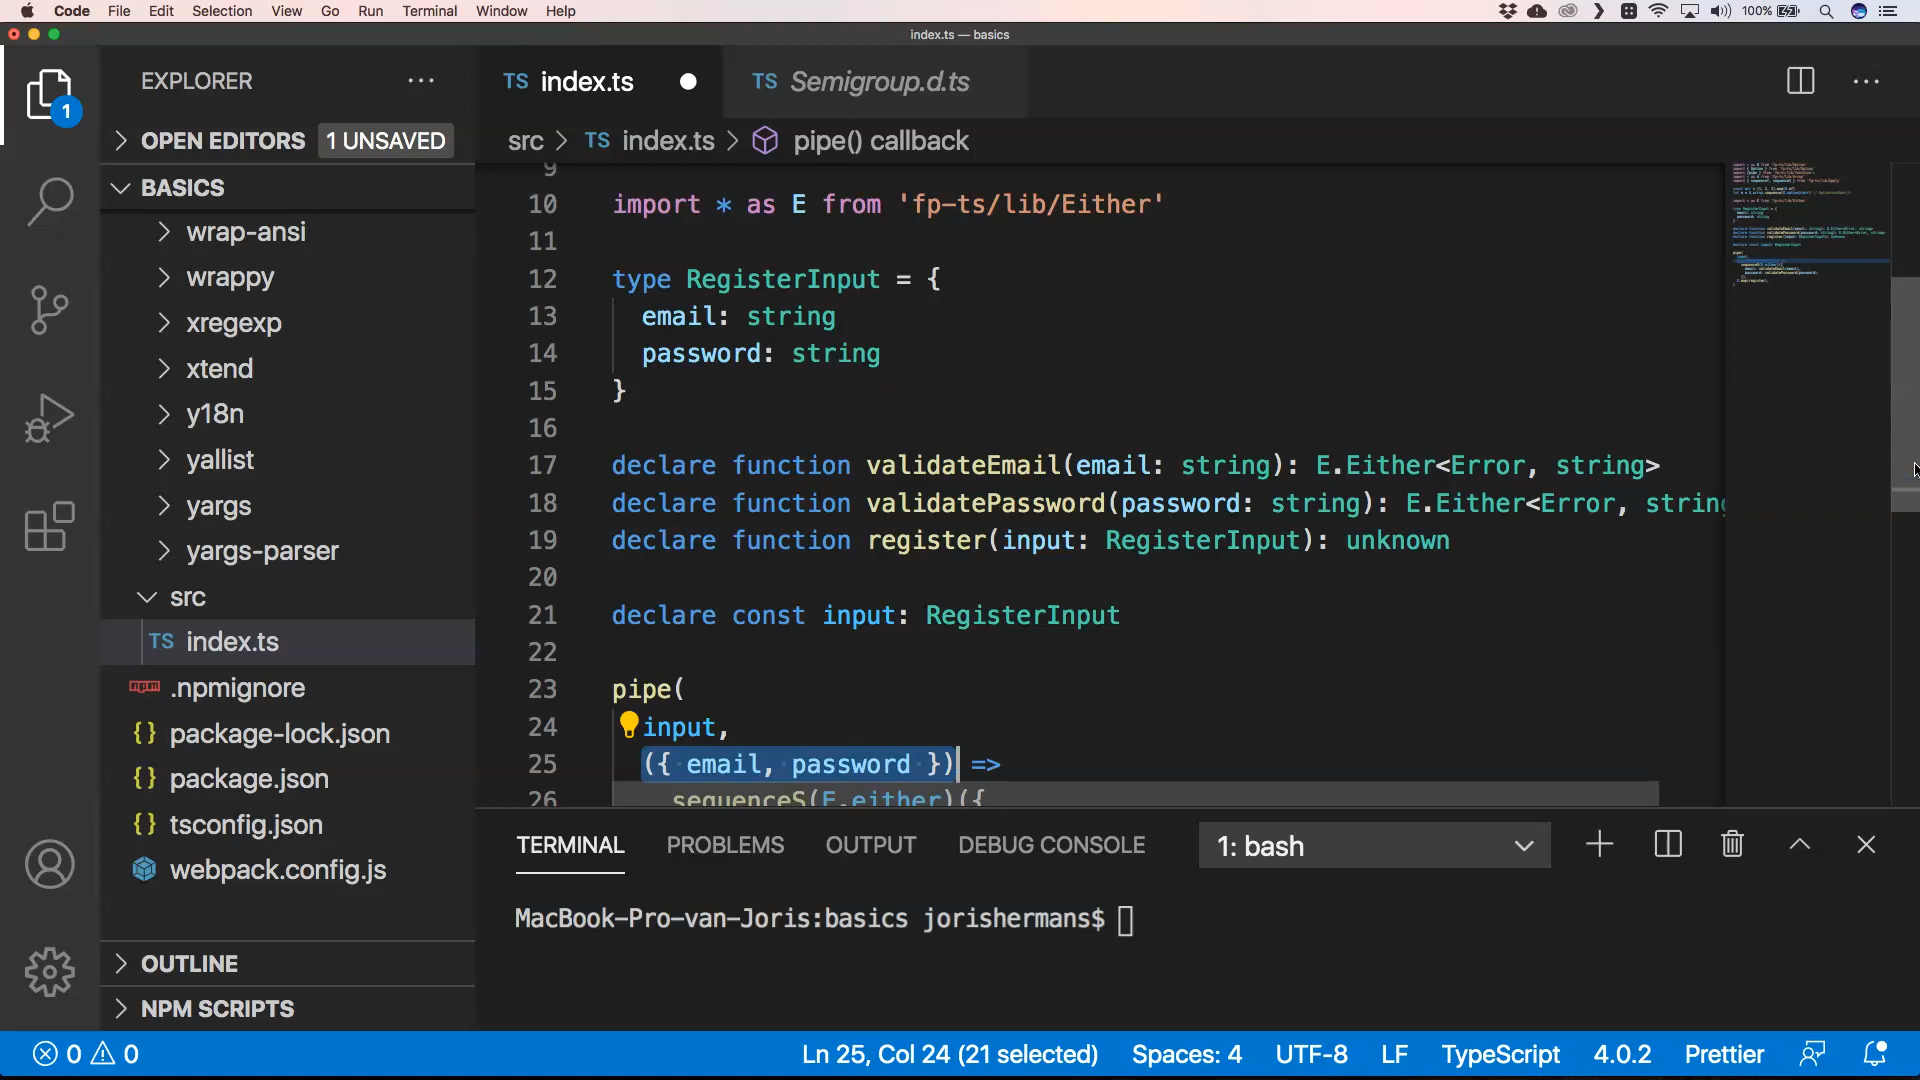 Code File Edit Selection View Go Run Terminal Window Help 100%
index.ts — basics
EXPLORER
TS index.ts
TS Semigroup.d.ts
1
OPEN EDITORS 1 UNSAVED
src > TS index.ts > pipe() callback
BASICS
wrap-ansi
wrappy
xregexp
xtend
y18n
yallist
yargs
yargs-parser
src
TS index.ts
npm .npmignore
{} package-lock.json
{} package.json
{} tsconfig.json
webpack.config.js
OUTLINE
NPM SCRIPTS
9
10 import * as E from 'fp-ts/lib/Either'
11
12 type RegisterInput = {
13 email: string
14 password: string
15 }
16
17 declare function validateEmail(email: string): E.Either<Error, string>
18 declare function validatePassword(password: string): E.Either<Error, string
19 declare function register(input: RegisterInput): unknown
20
21 declare const input: RegisterInput
22
23 pipe(
24 input,
25 ({ email, password }) =>
26 sequenceS(E.either)({
TERMINAL PROBLEMS OUTPUT DEBUG CONSOLE 1: bash
MacBook-Pro-van-Joris:basics jorishermans$
0 0 Ln 25, Col 24 (21 selected) Spaces: 4 UTF-8 LF TypeScript 4.0.2 Prettier